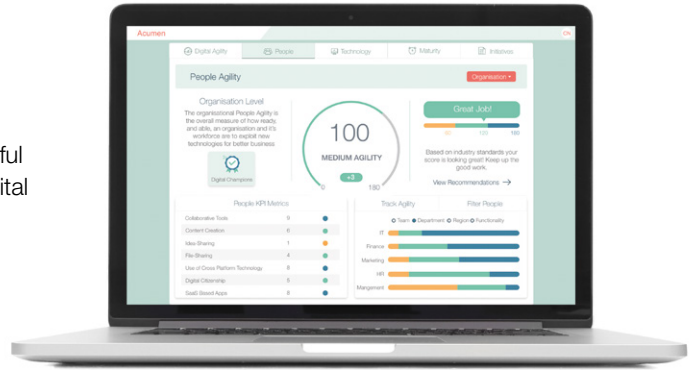 Acumen
CN
Digital Agility
People
Technology
Maturity
Initiatives
People Agility
Organisation
Organisation Level
The organisational People Agility is
the overall measure of how ready,
and able, an organisation and it's
workforce are to exploit new
technologies for better business
Digital Champions
100
MEDIUM AGILITY
+3
0
180
Great Job!
120
180
Based on industry standards your
score is looking great! Keep up the
good work.
View Recommendations →
ful
ital
People KPI Metrics
Collaborative Tools 9
Content Creation 6
Idea Sharing 1
File Sharing 4
Use of Cross Platform Technology 8
Digital Citizenship 5
SaaS Based Apps 8
Track Agility
Filter People
Team Department Region Functionality
IT
Finance
Marketing
HR
Mangement